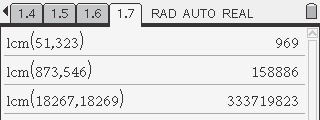 1.4 1.5 1.6 1.7 RAD AUTO REAL
lcm(51,323) 969
lcm(873,546) 158886
lcm(18267,18269) 333719823